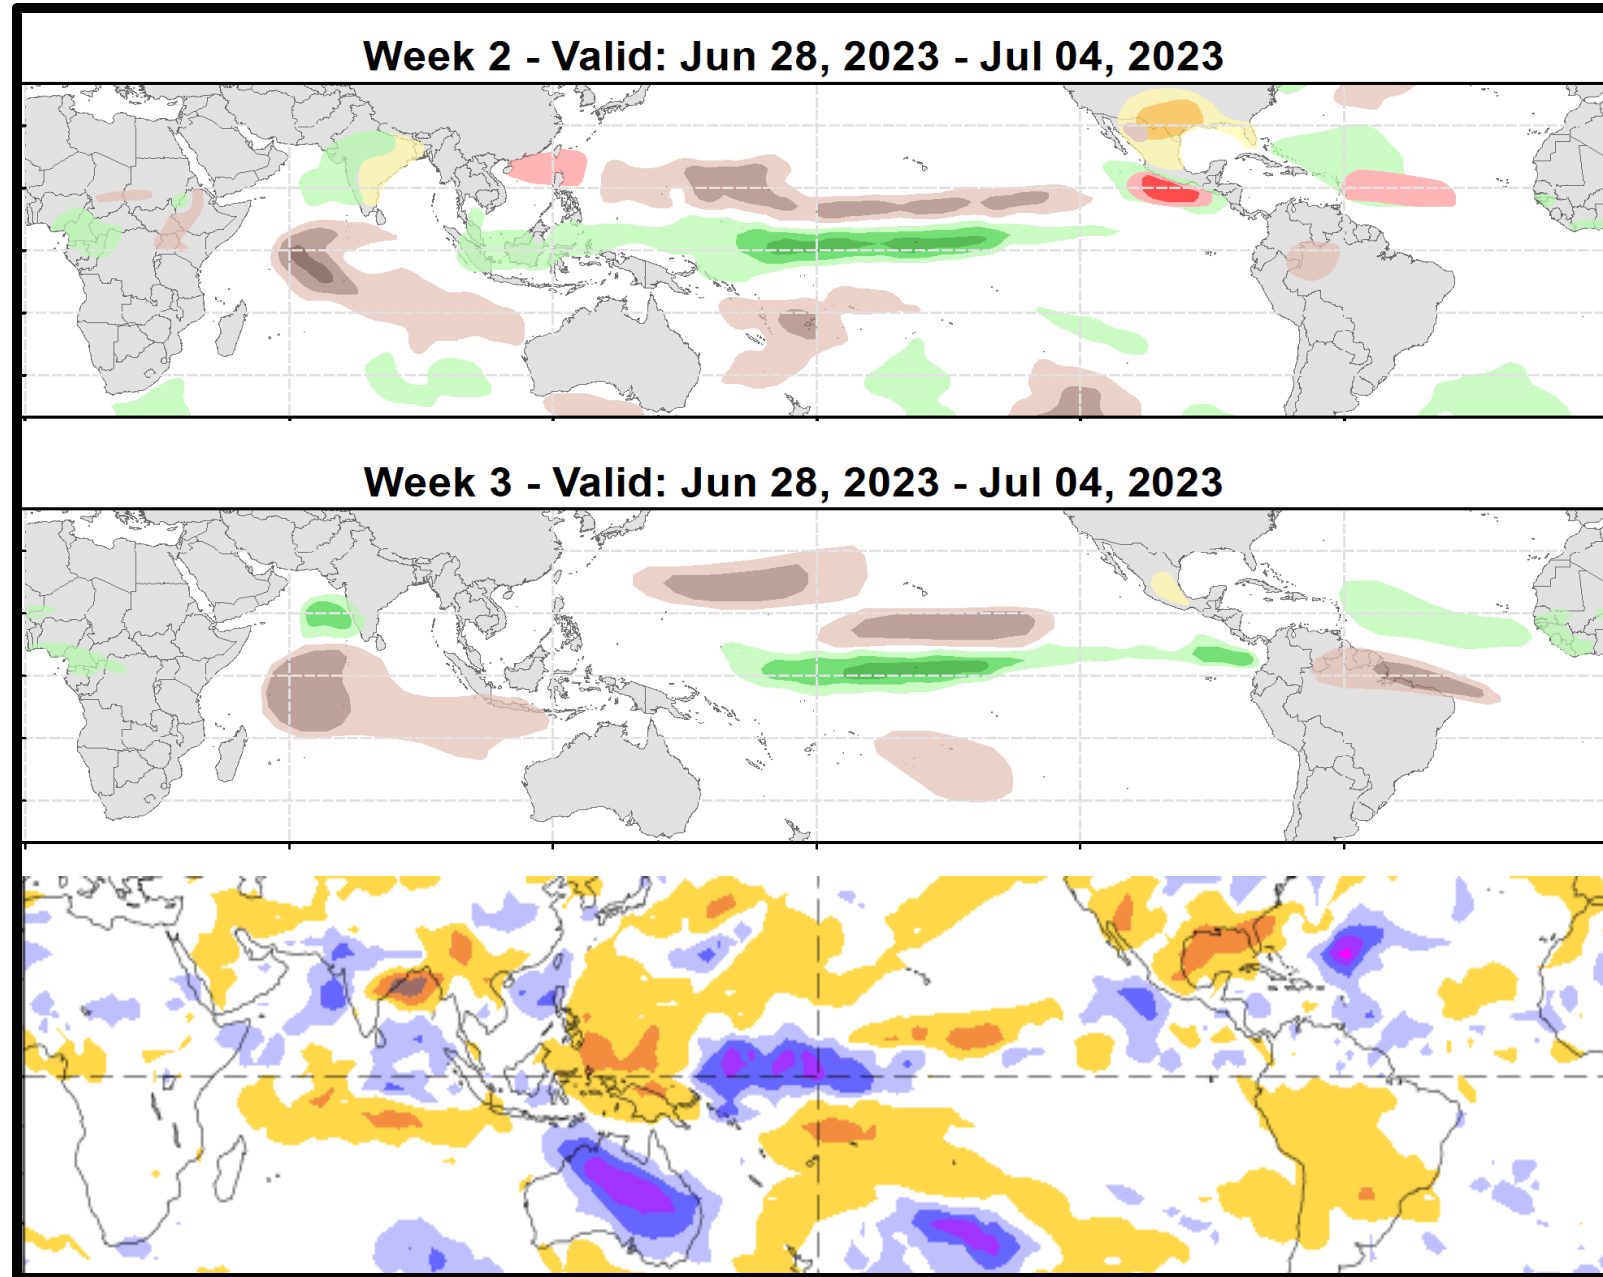 Week 2 - Valid: Jun 28, 2023 - Jul 04, 2023
Week 3 - Valid: Jun 28, 2023 - Jul 04, 2023